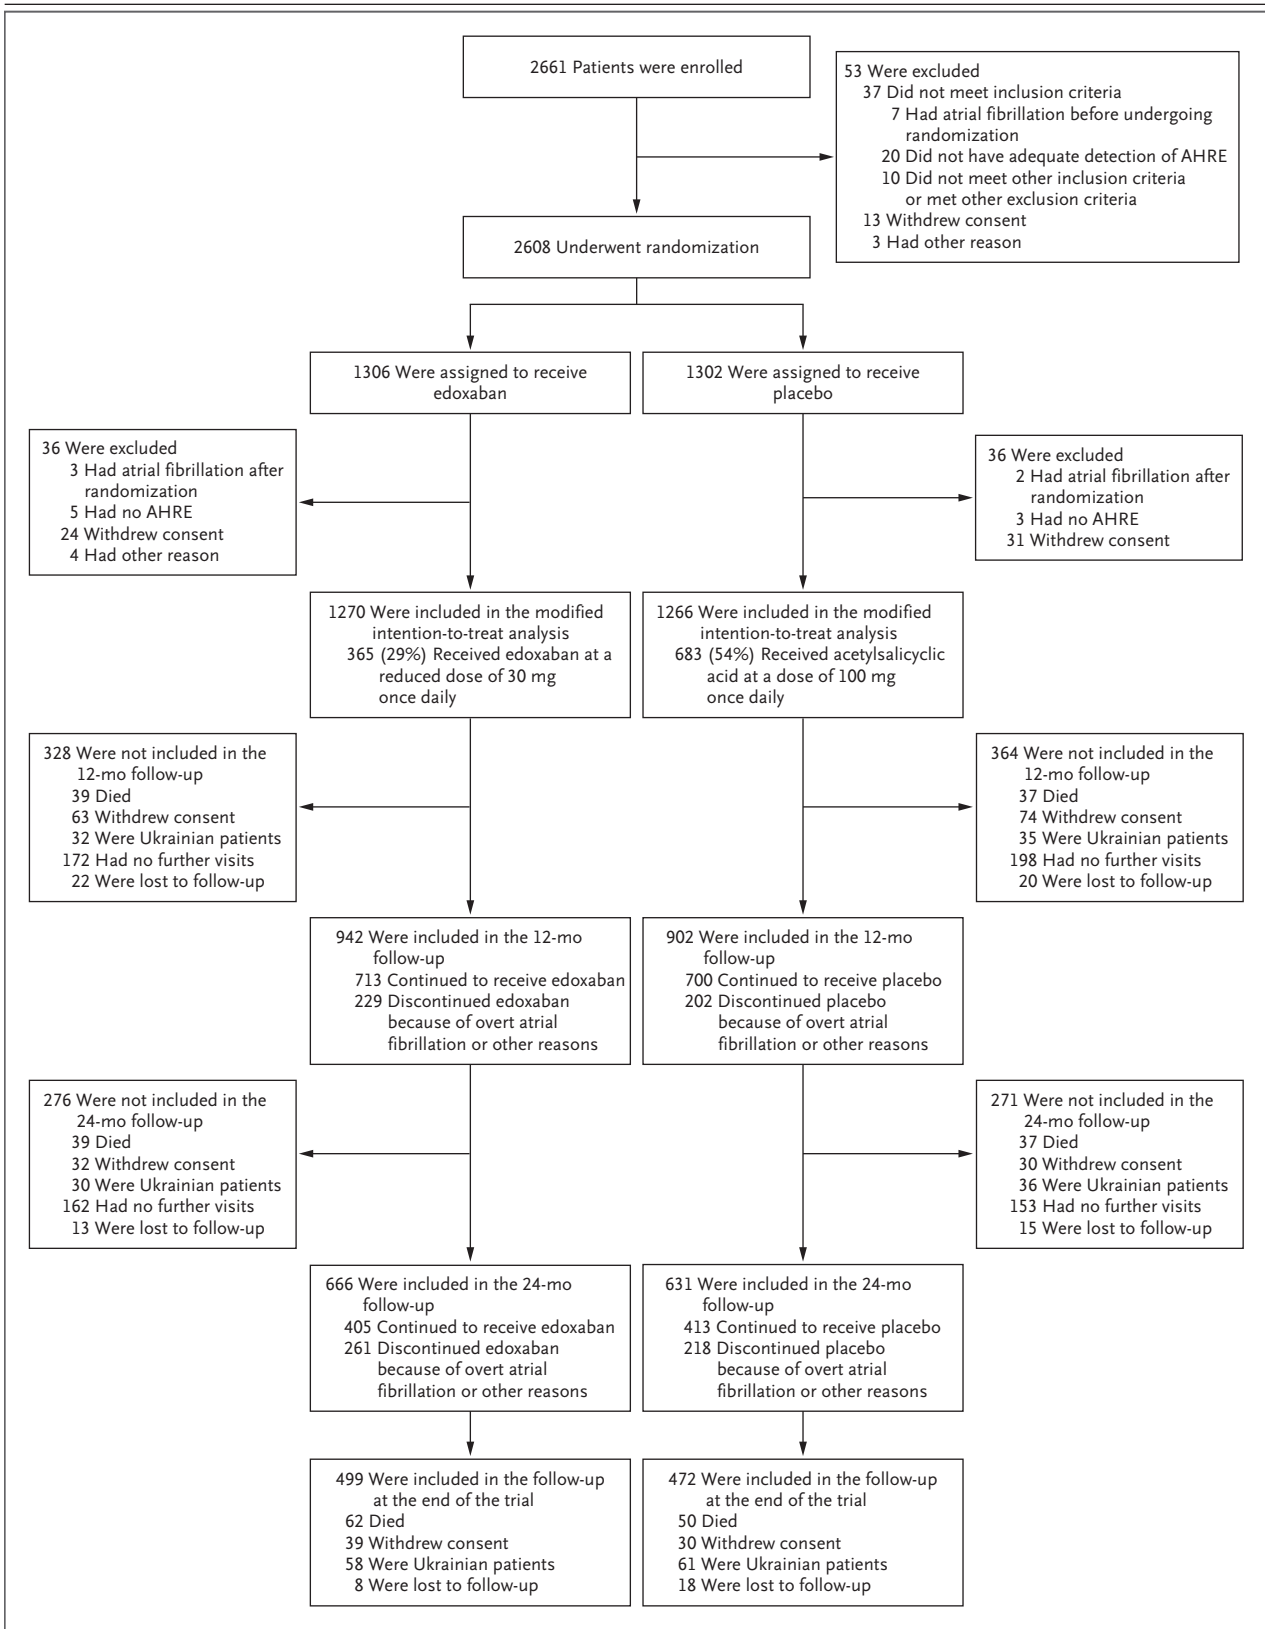 2661 Patients were enrolled
53 Were excluded
37 Did not meet inclusion criteria
7 Had atrial fibrillation before undergoing
randomization
20 Did not have adequate detection of AHRE
10 Did not meet other inclusion criteria
or met other exclusion criteria
13 Withdrew consent
3 Had other reason
2608 Underwent randomization
1306 Were assigned to receive
edoxaban
1302 Were assigned to receive
placebo
36 Were excluded
3 Had atrial fibrillation after
randomization
5 Had no AHRE
24 Withdrew consent
4 Had other reason
36 Were excluded
2 Had atrial fibrillation after
randomization
3 Had no AHRE
31 Withdrew consent
1270 Were included in the modified
intention-to-treat analysis
365 (29%) Received edoxaban at a
reduced dose of 30 mg
once daily
1266 Were included in the modified
intention-to-treat analysis
683 (54%) Received acetylsalicyclic
acid at a dose of 100 mg
once daily
328 Were not included in the
12-mo follow-up
39 Died
63 Withdrew consent
32 Were Ukrainian patients
172 Had no further visits
22 Were lost to follow-up
364 Were not included in the
12-mo follow-up
37 Died
74 Withdrew consent
35 Were Ukrainian patients
198 Had no further visits
20 Were lost to follow-up
942 Were included in the 12-mo
follow-up
713 Continued to receive edoxaban
229 Discontinued edoxaban
because of overt atrial
fibrillation or other reasons
902 Were included in the 12-mo
follow-up
700 Continued to receive placebo
202 Discontinued placebo
because of overt atrial
fibrillation or other reasons
276 Were not included in the
24-mo follow-up
39 Died
32 Withdrew consent
30 Were Ukrainian patients
162 Had no further visits
13 Were lost to follow-up
271 Were not included in the
24-mo follow-up
37 Died
30 Withdrew consent
36 Were Ukrainian patients
153 Had no further visits
15 Were lost to follow-up
666 Were included in the 24-mo
follow-up
405 Continued to receive edoxaban
261 Discontinued edoxaban
because of overt atrial
fibrillation or other reasons
631 Were included in the 24-mo
follow-up
413 Continued to receive placebo
218 Discontinued placebo
because of overt atrial
fibrillation or other reasons
499 Were included in the follow-up
at the end of the trial
62 Died
39 Withdrew consent
58 Were Ukrainian patients
8 Were lost to follow-up
472 Were included in the follow-up
at the end of the trial
50 Died
30 Withdrew consent
61 Were Ukrainian patients
18 Were lost to follow-up